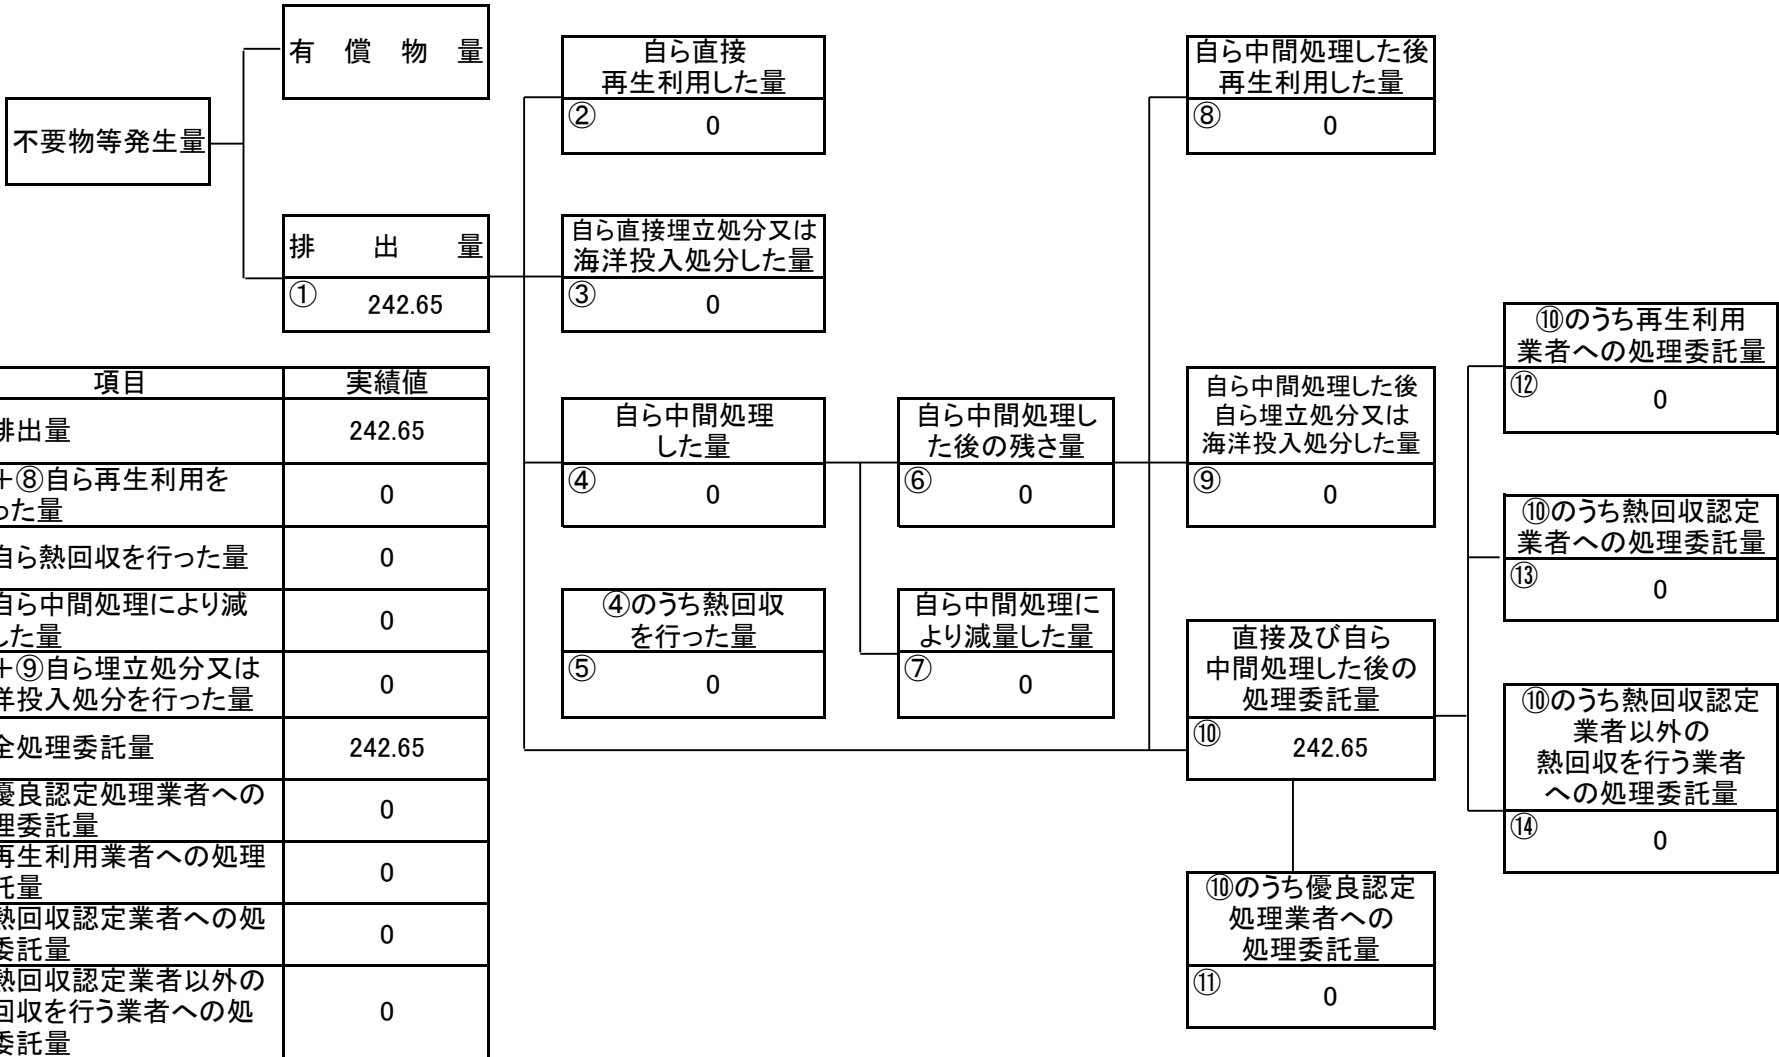 有償物量
不要物等発生量
排出量
① 242.65
自ら直接
再生利用した量
② 0
自ら直接埋立処分又は
海洋投入処分した量
③ 0
自ら中間処理
した量
④ 0
④のうち熱回収
を行った量
⑤ 0
自ら中間処理し
た後の残さ量
⑥ 0
自ら中間処理に
より減量した量
⑦ 0
自ら中間処理した後
再生利用した量
⑧ 0
自ら中間処理した後
自ら埋立処分又は
海洋投入処分した量
⑨ 0
直接及び自ら
中間処理した後の
処理委託量
⑩ 242.65
⑩のうち優良認定
処理業者への
処理委託量
⑪ 0
⑩のうち再生利用
業者への処理委託量
⑫ 0
⑩のうち熱回収認定
業者への処理委託量
⑬ 0
⑩のうち熱回収認定
業者以外の
熱回収を行う業者
への処理委託量
⑭ 0
項目 実績値
排出量 242.65
+⑧自ら再生利用を
った量 0
自ら熱回収を行った量 0
自ら中間処理により減
した量 0
+⑨自ら埋立処分又は
洋投入処分を行った量 0
全処理委託量 242.65
優良認定処理業者への
理委託量 0
再生利用業者への処理
託量 0
熱回収認定業者への処
委託量 0
熱回収認定業者以外の
回収を行う業者への処
委託量 0